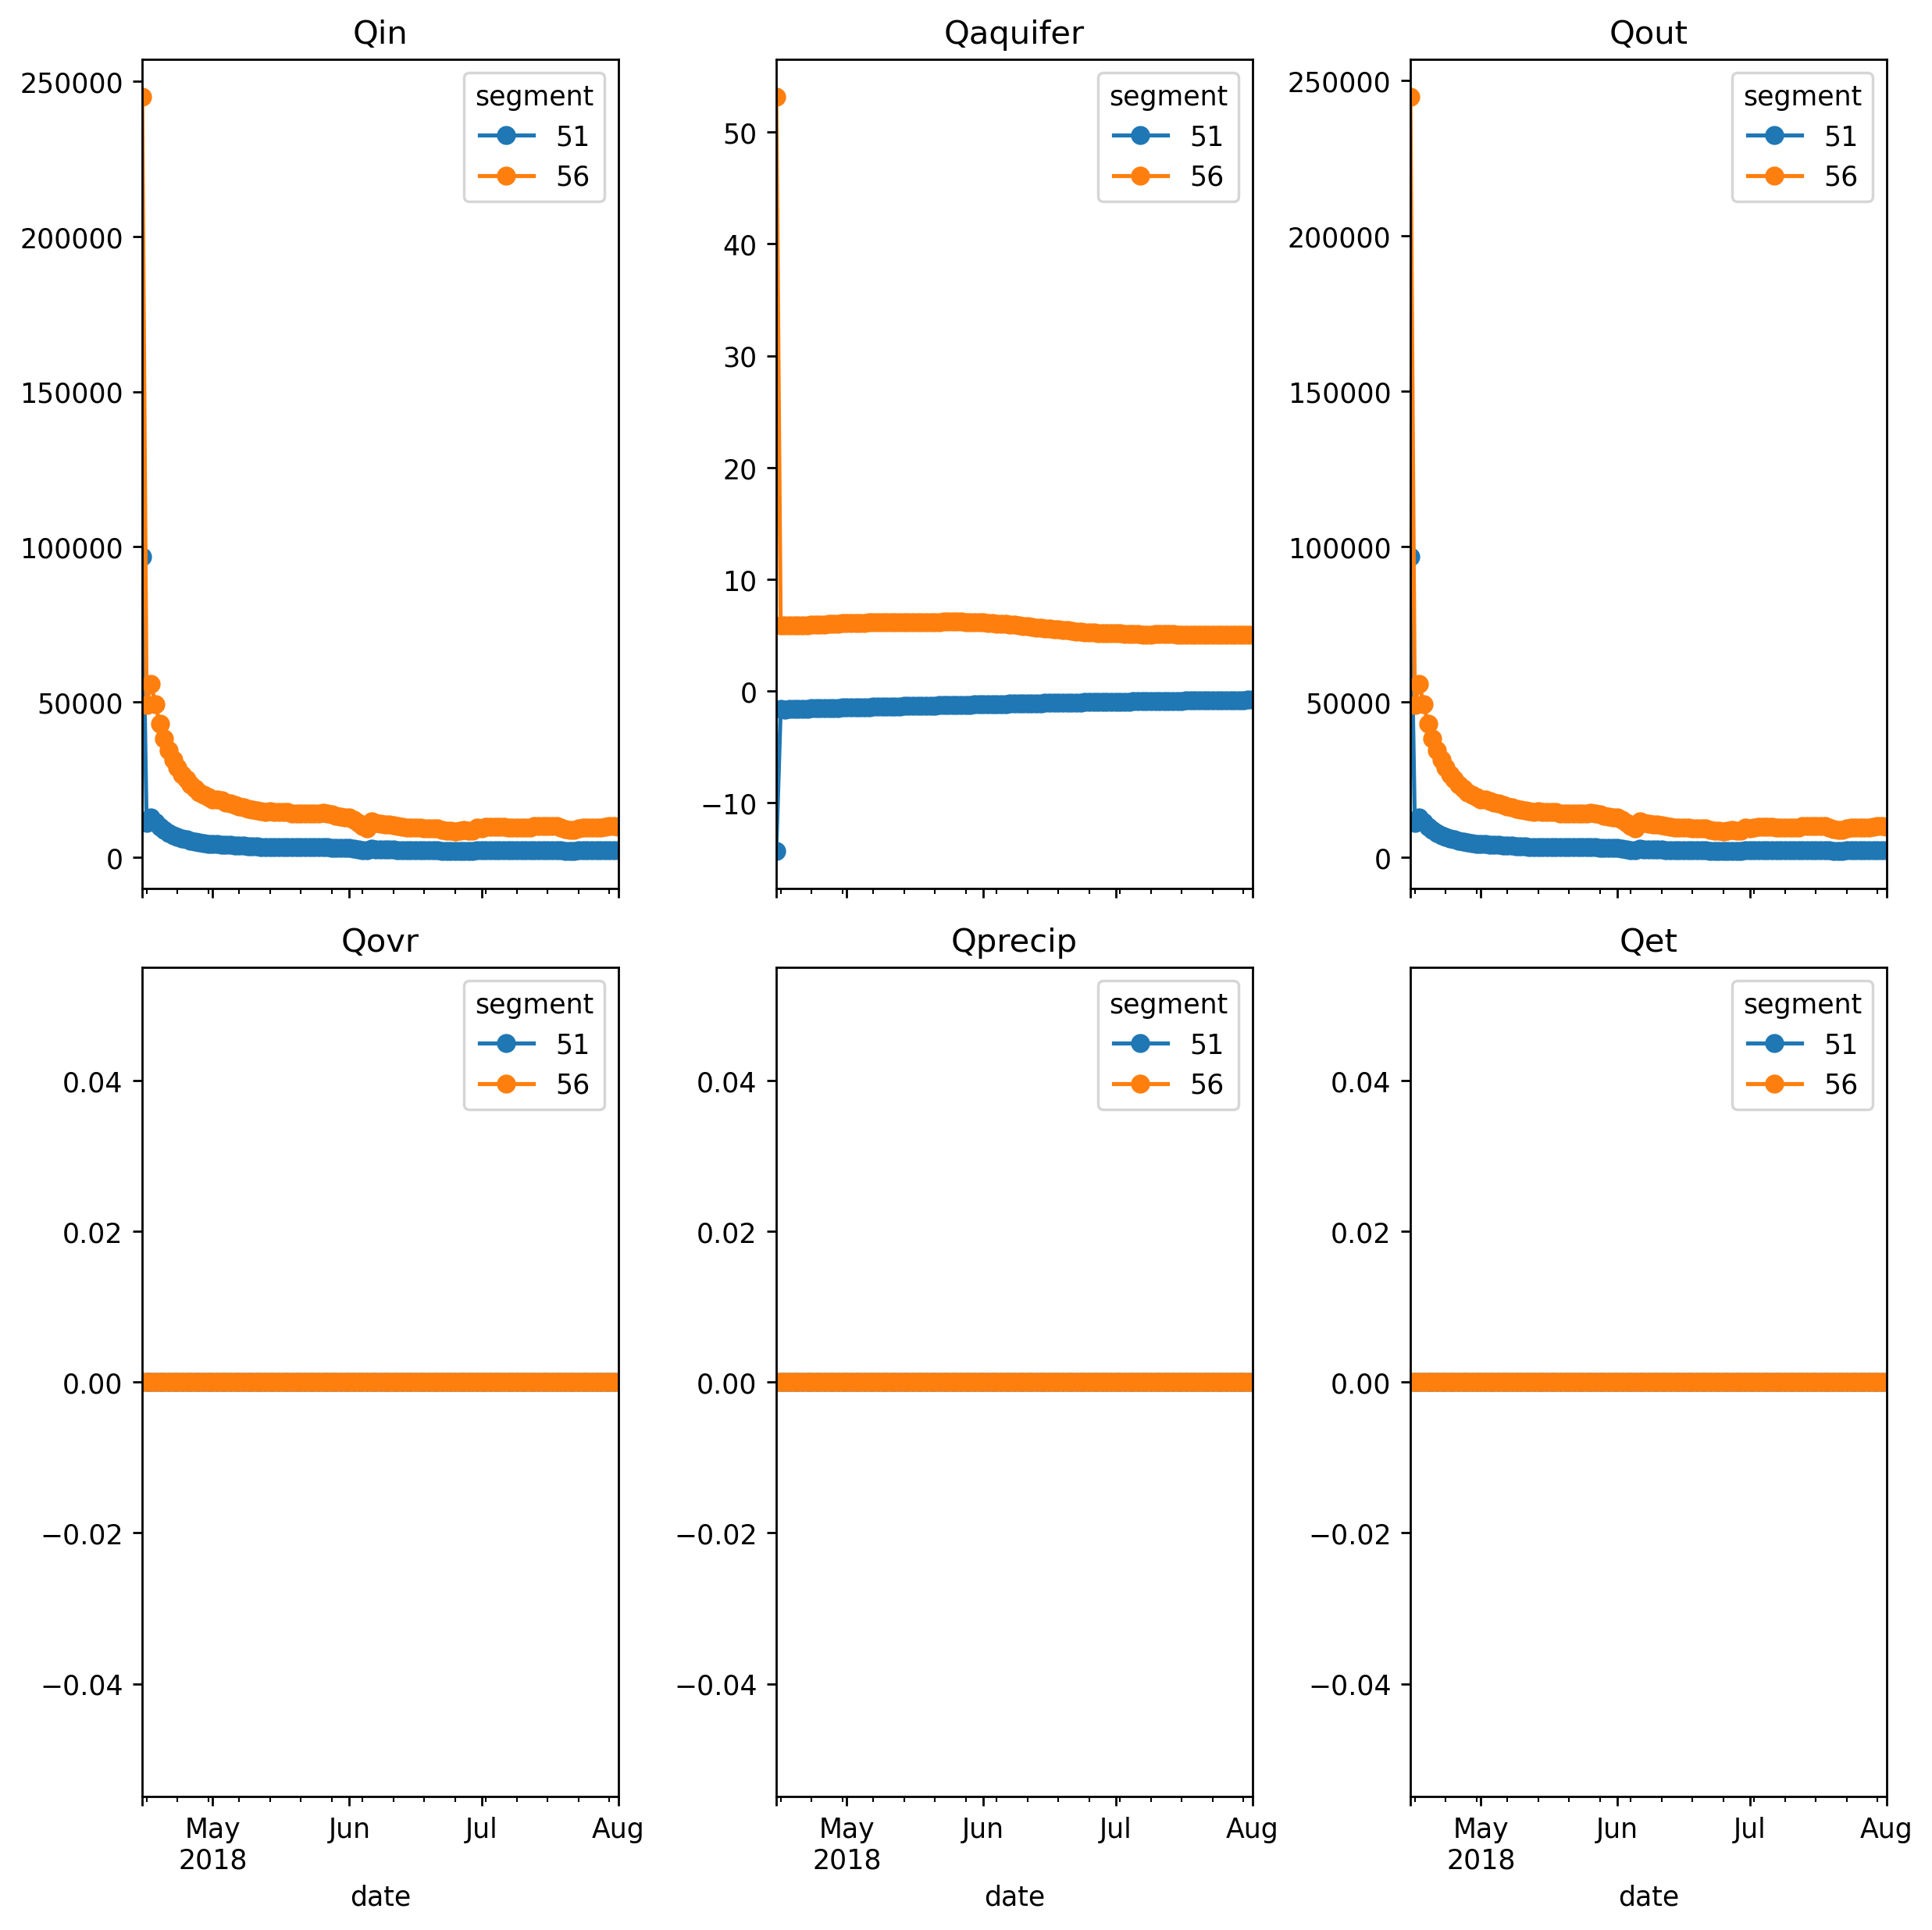 Qin
250000
200000
150000
100000
50000
0
segment
51
56
Qaquifer
50
40
30
20
10
0
−10
segment
51
56
Qout
250000
200000
150000
100000
50000
0
segment
51
56
Qovr
0.04
0.02
0.00
−0.02
−0.04
segment
51
56
May
2018
Jun
Jul
Aug
date
Qprecip
0.04
0.02
0.00
−0.02
−0.04
segment
51
56
May
2018
Jun
Jul
Aug
date
Qet
0.04
0.02
0.00
−0.02
−0.04
segment
51
56
May
2018
Jun
Jul
Aug
date